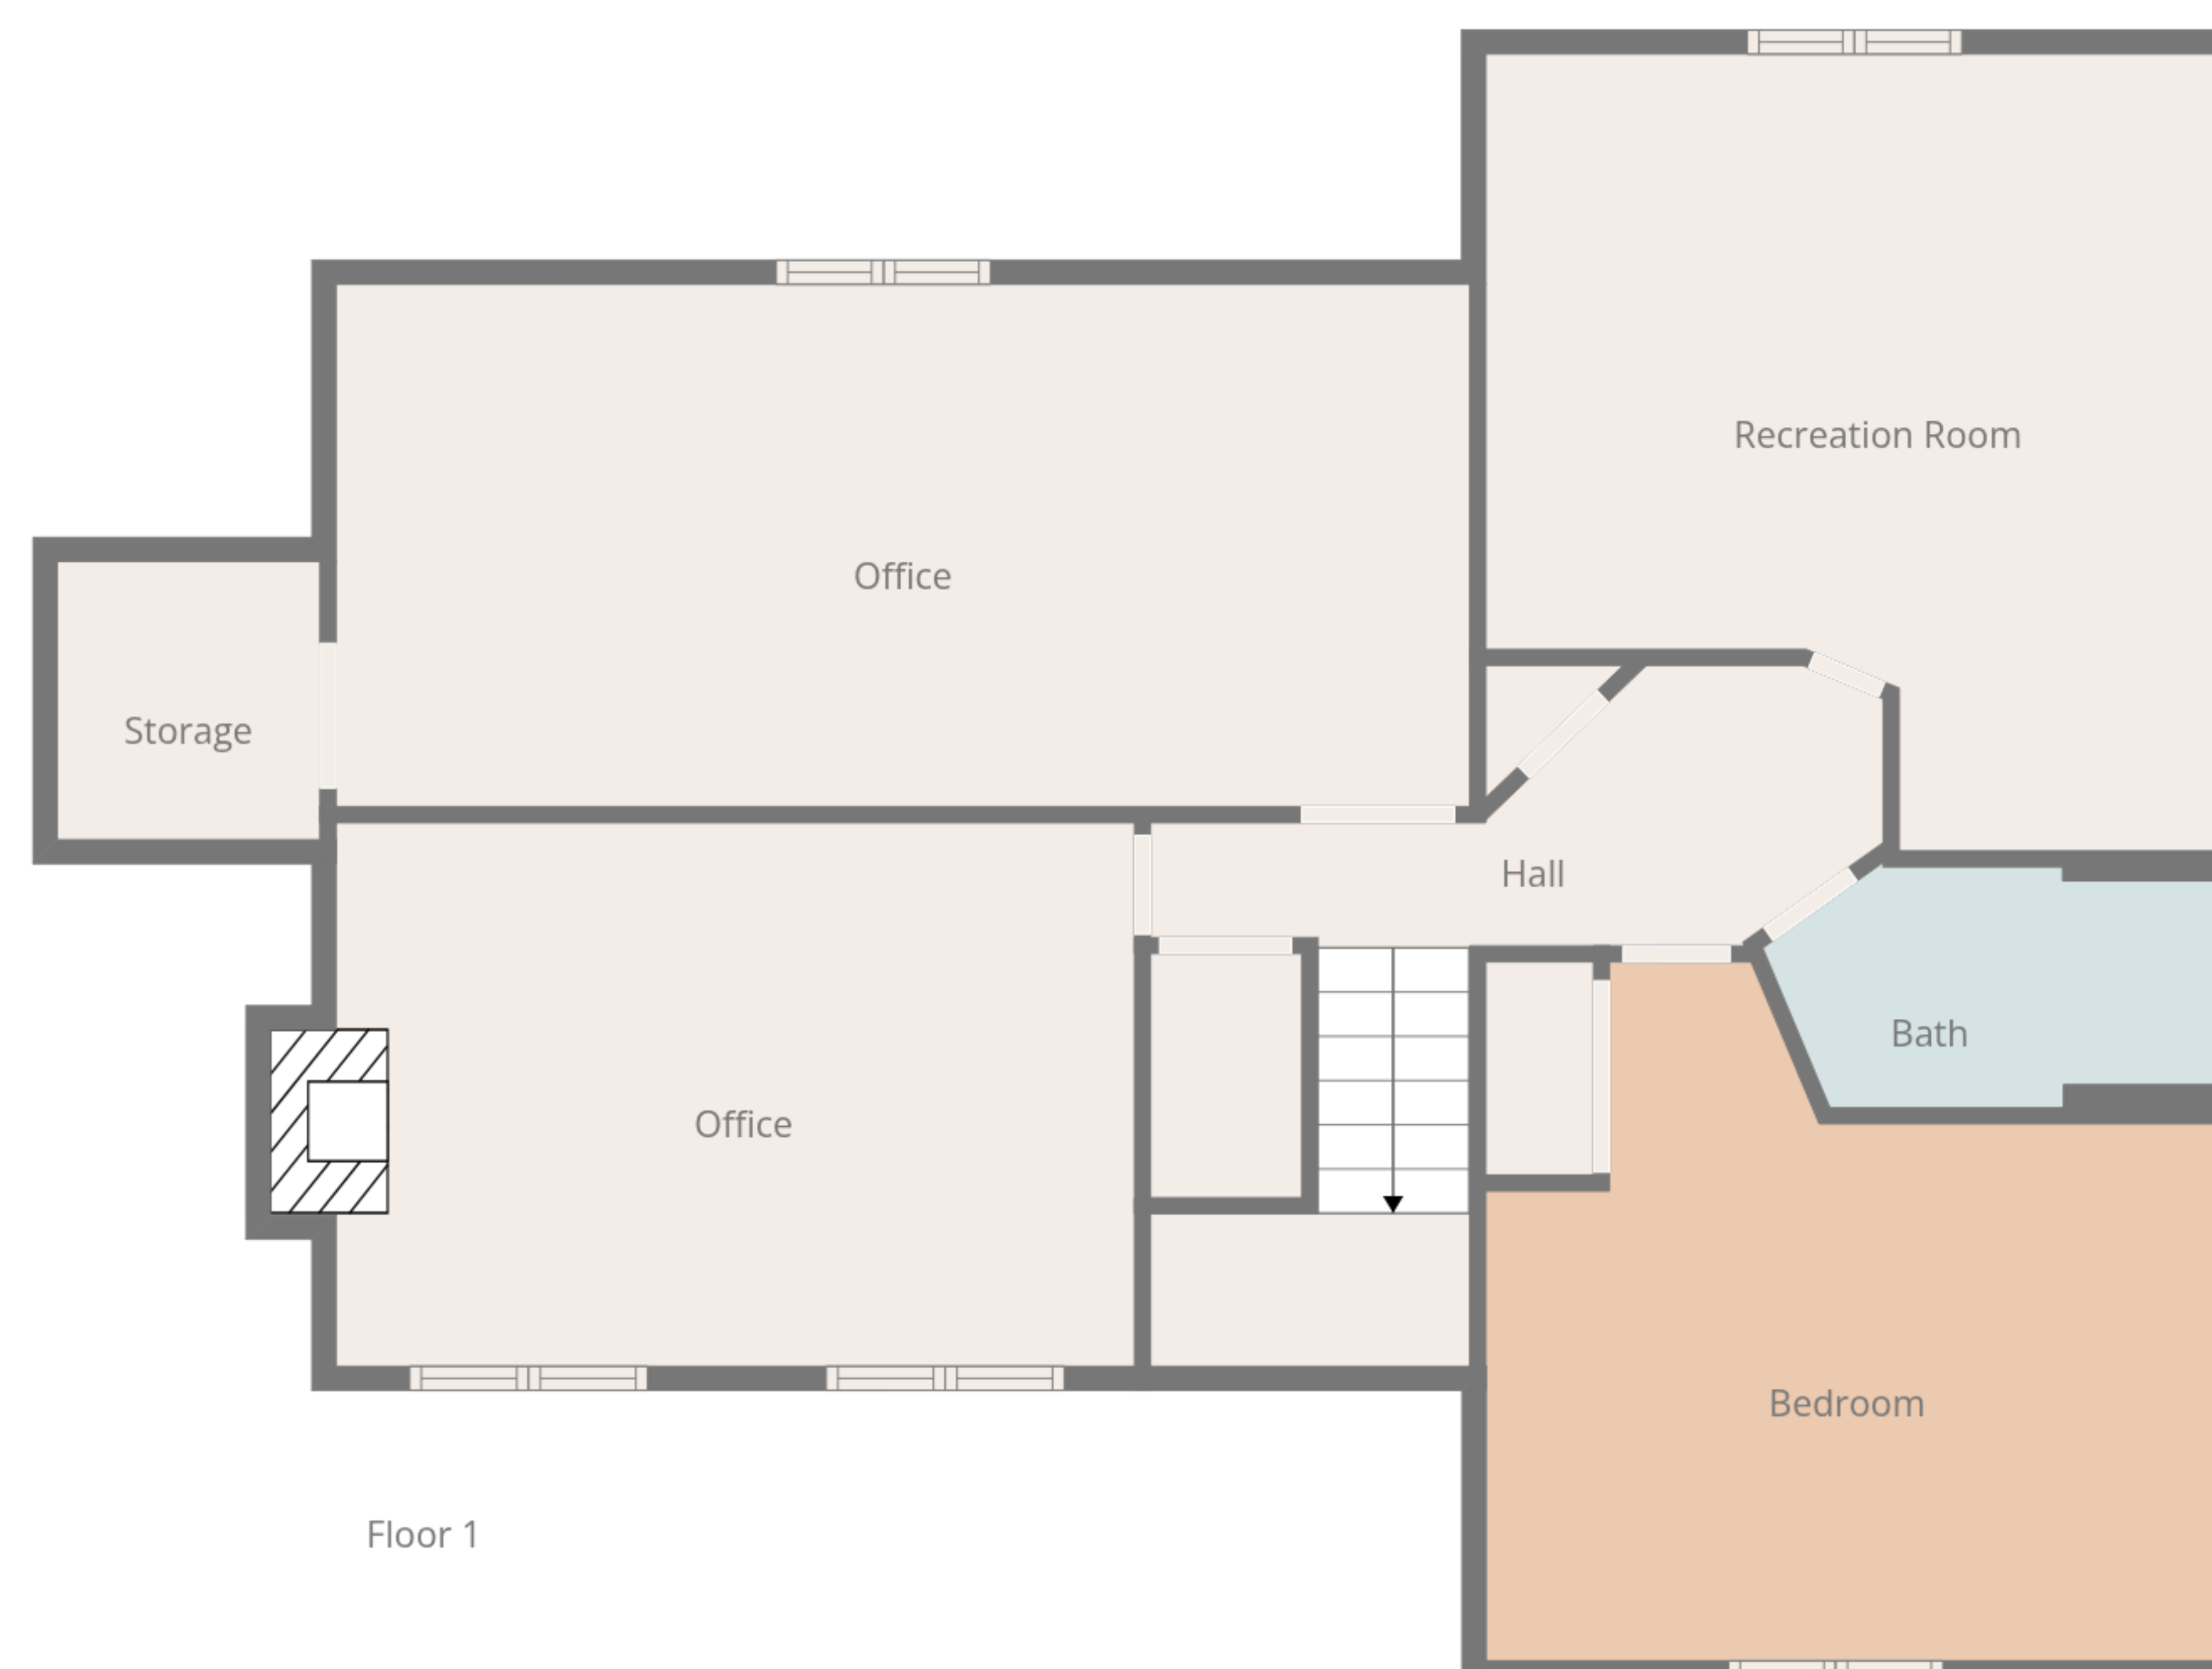 Recreation Room
Office
Storage
Hall
Bath
Office
Bedroom
Floor 1